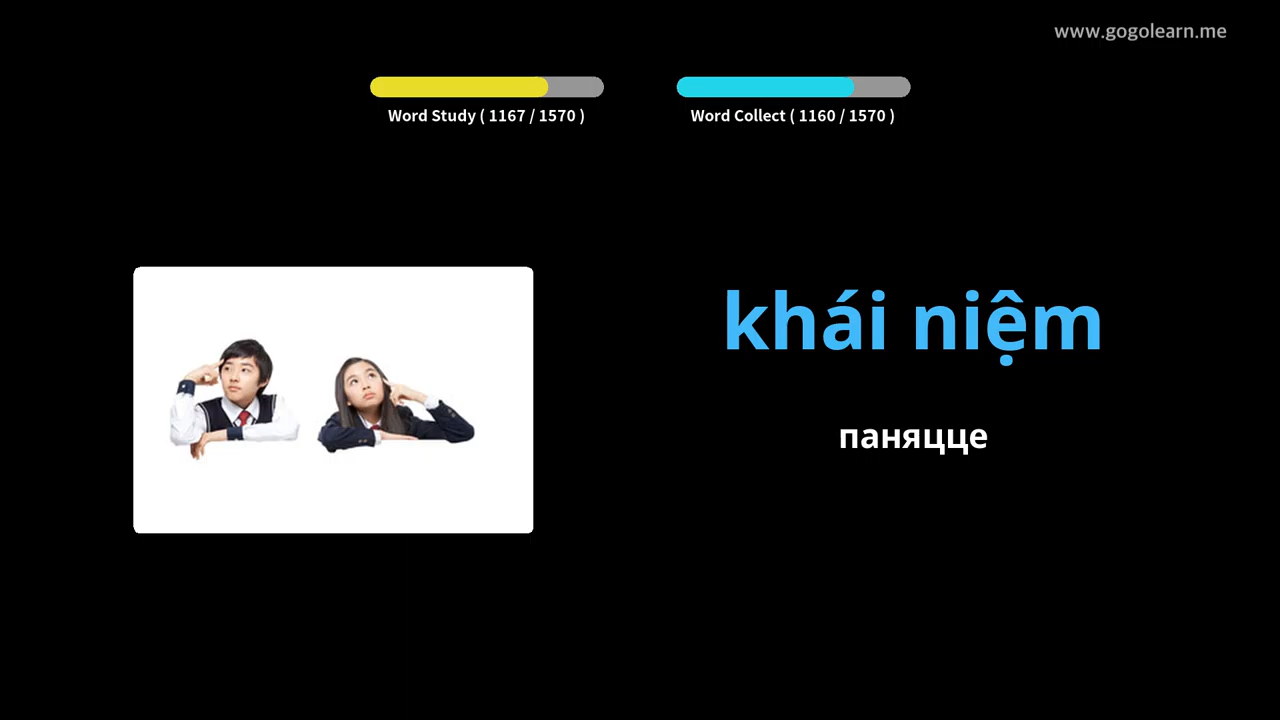 www.gogolearn.me
Word Study ( 1167 / 1570 )
Word Collect ( 1160 / 1570 )
khái niệm
паняцце